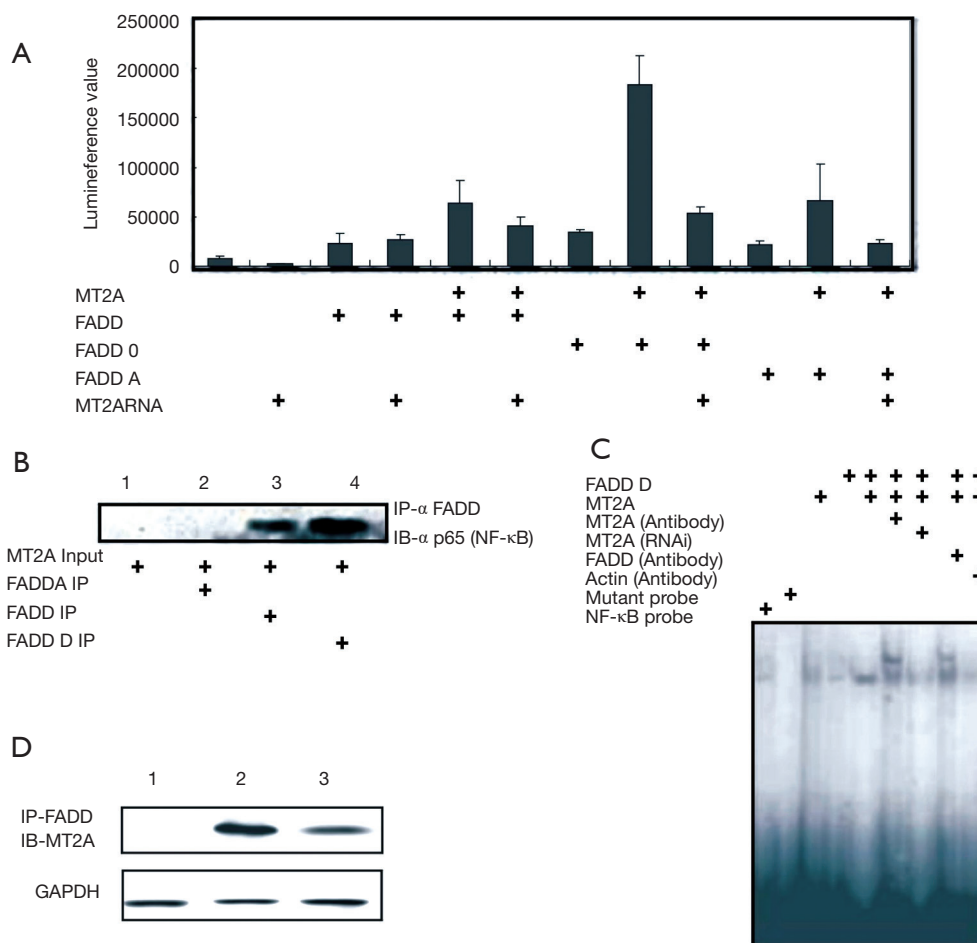 A
Lumineference value
250000
200000
150000
100000
50000
0
MT2A + + + + + +
FADD + + + +
FADD 0 + + +
FADD A + + +
MT2ARNA + + + + +
B
1 2 3 4
IP-α FADD
IB-α p65 (NF-κB)
MT2A Input + + + +
FADDA IP +
FADD IP +
FADD D IP +
C
FADD D + + + + + +
MT2A + + + + + +
MT2A (Antibody) +
MT2A (RNAi) +
FADD (Antibody) +
Actin (Antibody) +
Mutant probe +
NF-κB probe +
D
1 2 3
IP-FADD
IB-MT2A
GAPDH